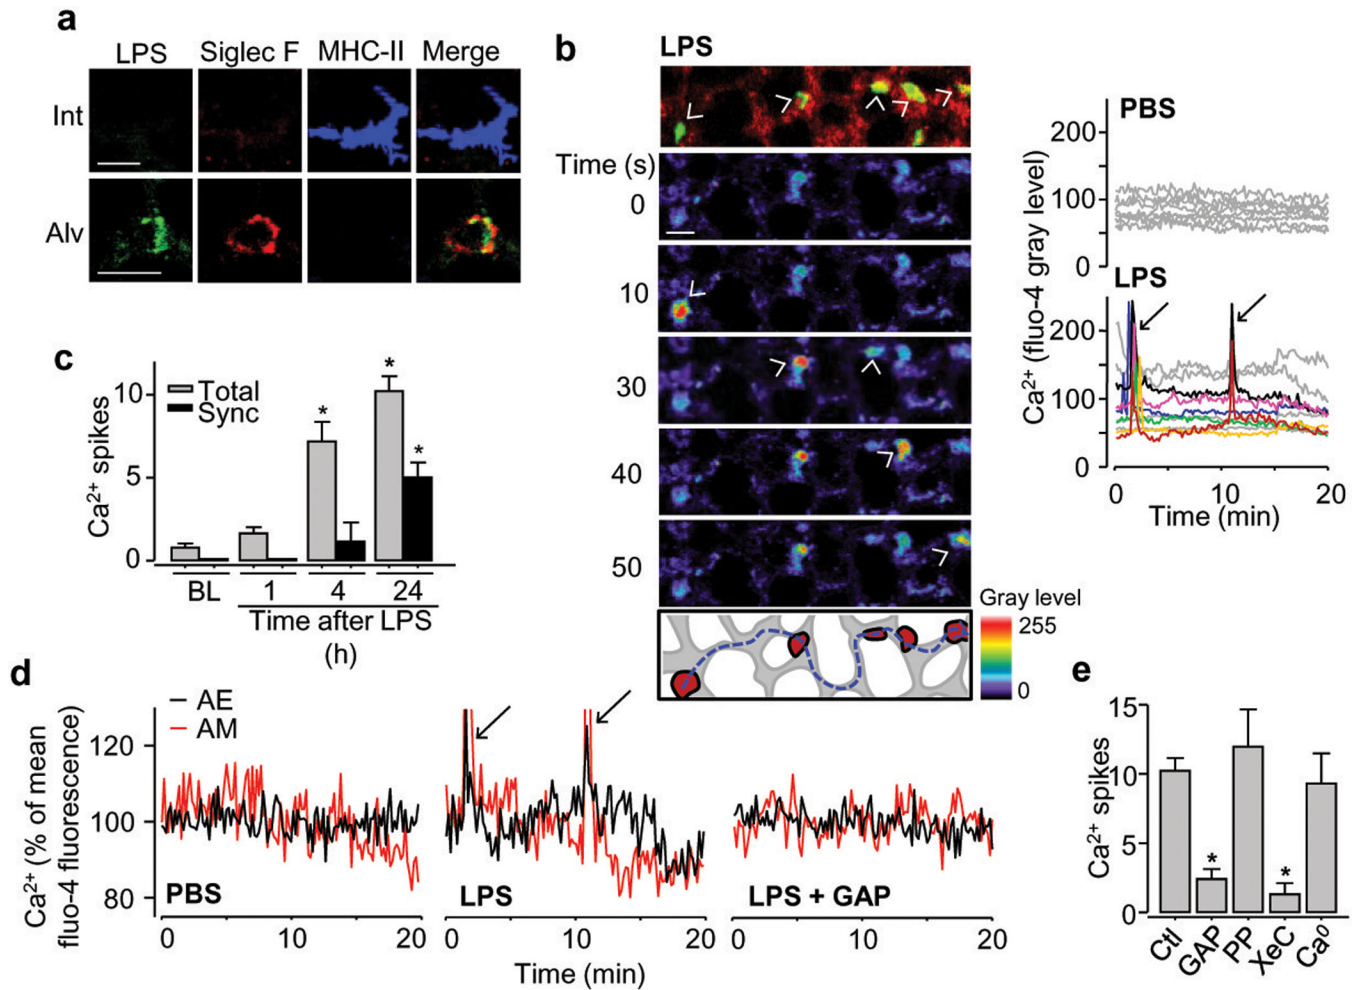 a
LPS Siglec F MHC-II Merge
Int
Alv
b
LPS
Time (s)
0
10
30
40
50
Gray level
255
0
PBS
200
100
0
LPS
200
100
0
Ca2+ (fluo-4 gray level)
0 10 20
Time (min)
c
Total
Sync
10
5
0
Ca2+ spikes
* * *
BL 1 4 24
Time after LPS
(h)
d
AE
AM
120
100
80
Ca2+ (% of mean
fluo-4 fluorescence)
PBS LPS LPS + GAP
0 10 20 0 10 20 0 10 20
Time (min)
e
15
10
5
0
Ca2+ spikes
* *
Ctl GAP PP XeC Ca0